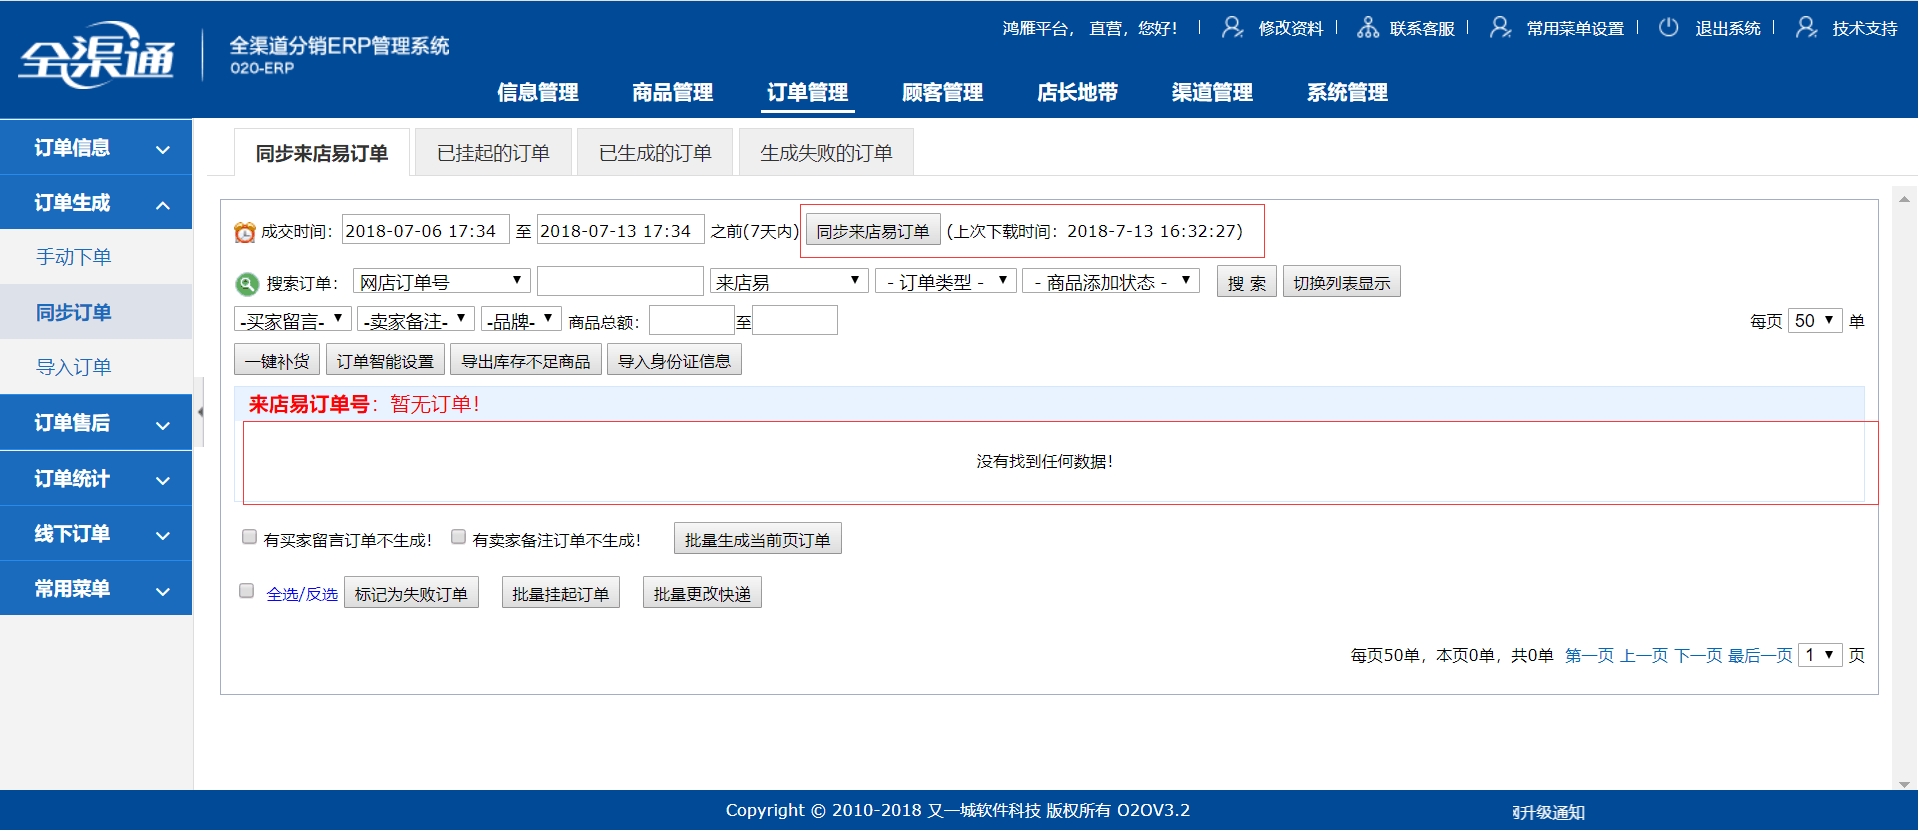 鸿雁平台， 直营，您好！ 修改资料 联系客服 常用菜单设置 退出系统 技术支持
全渠通 全渠道分销ERP管理系统
O2O-ERP
信息管理 商品管理 订单管理 顾客管理 店长地带 渠道管理 系统管理
订单信息
订单生成
手动下单
同步订单
导入订单
订单售后
订单统计
线下订单
常用菜单
同步来店易订单 已挂起的订单 已生成的订单 生成失败的订单
成交时间： 2018-07-06 17:34 至 2018-07-13 17:34 之前(7天内) 同步来店易订单 (上次下载时间：2018-7-13 16:32:27)
搜索订单： 网店订单号 来店易 - 订单类型 - - 商品添加状态 - 搜 索 切换列表显示
-买家留言- -卖家备注- -品牌- 商品总额： 至 每页 50 单
一键补货 订单智能设置 导出库存不足商品 导入身份证信息
来店易订单号：暂无订单！
没有找到任何数据！
有买家留言订单不生成！ 有卖家备注订单不生成！ 批量生成当前页订单
全选/反选 标记为失败订单 批量挂起订单 批量更改快递
每页50单，本页0单，共0单 第一页 上一页 下一页 最后一页 1 页
Copyright © 2010-2018 又一城软件科技 版权所有 O2OV3.2
升级通知